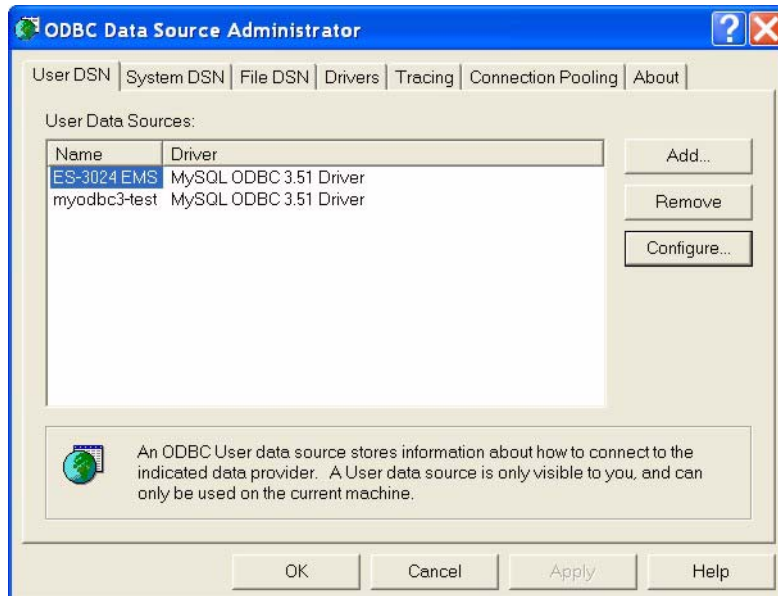 ODBC Data Source Administrator
User DSN System DSN File DSN Drivers Tracing Connection Pooling About
User Data Sources:
Name Driver
ES-3024 EMS MySQL ODBC 3.51 Driver
myodbc3-test MySQL ODBC 3.51 Driver
Add...
Remove
Configure...
An ODBC User data source stores information about how to connect to the
indicated data provider. A User data source is only visible to you, and can
only be used on the current machine.
OK Cancel Apply Help